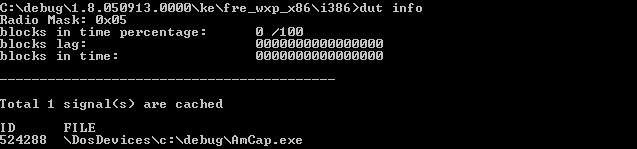 C:\debug\1.8.050913.0000\ke\fre_wxp_x86\i386>dut info
Radio Mask: 0x05
blocks in time percentage: 0 /100
blocks lag: 0000000000000000
blocks in time: 0000000000000000
------------------------------------------
Total 1 signal(s) are cached
ID FILE
524288 \DosDevices\c:\debug\AmCap.exe